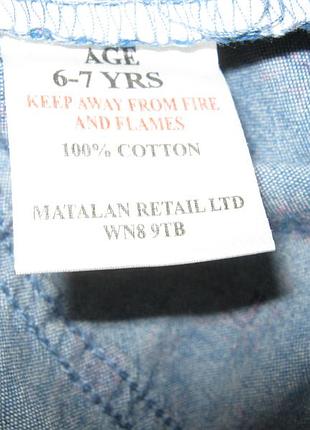 AGE
6-7 YRS
KEEP AWAY FROM FIRE
AND FLAMES
100% COTTON
MATALAN RETAIL LTD
WN8 9TB